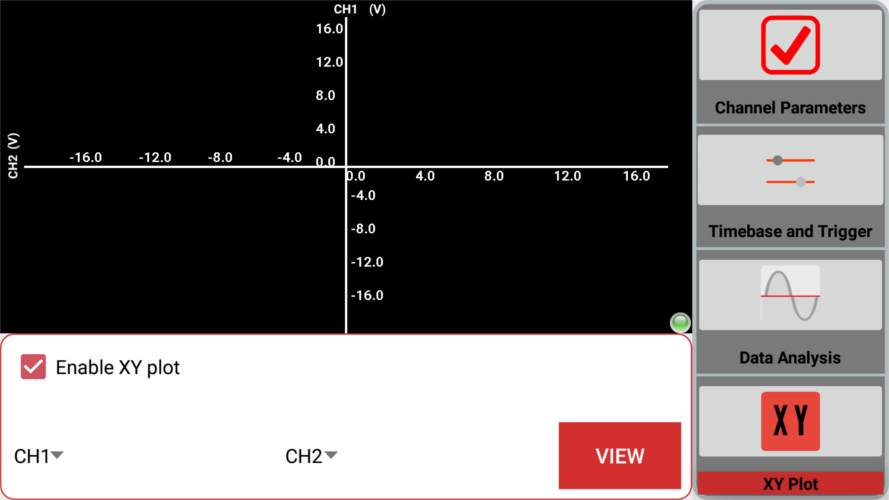 CH1 (V)
16.0
12.0
8.0
4.0
0.0
CH2 (V)
-16.0 -12.0 -8.0 -4.0
0.0 4.0 8.0 12.0 16.0
-4.0
-8.0
-12.0
-16.0
Enable XY plot
CH1 CH2 VIEW
Channel Parameters
Timebase and Trigger
Data Analysis
X Y
XY Plot